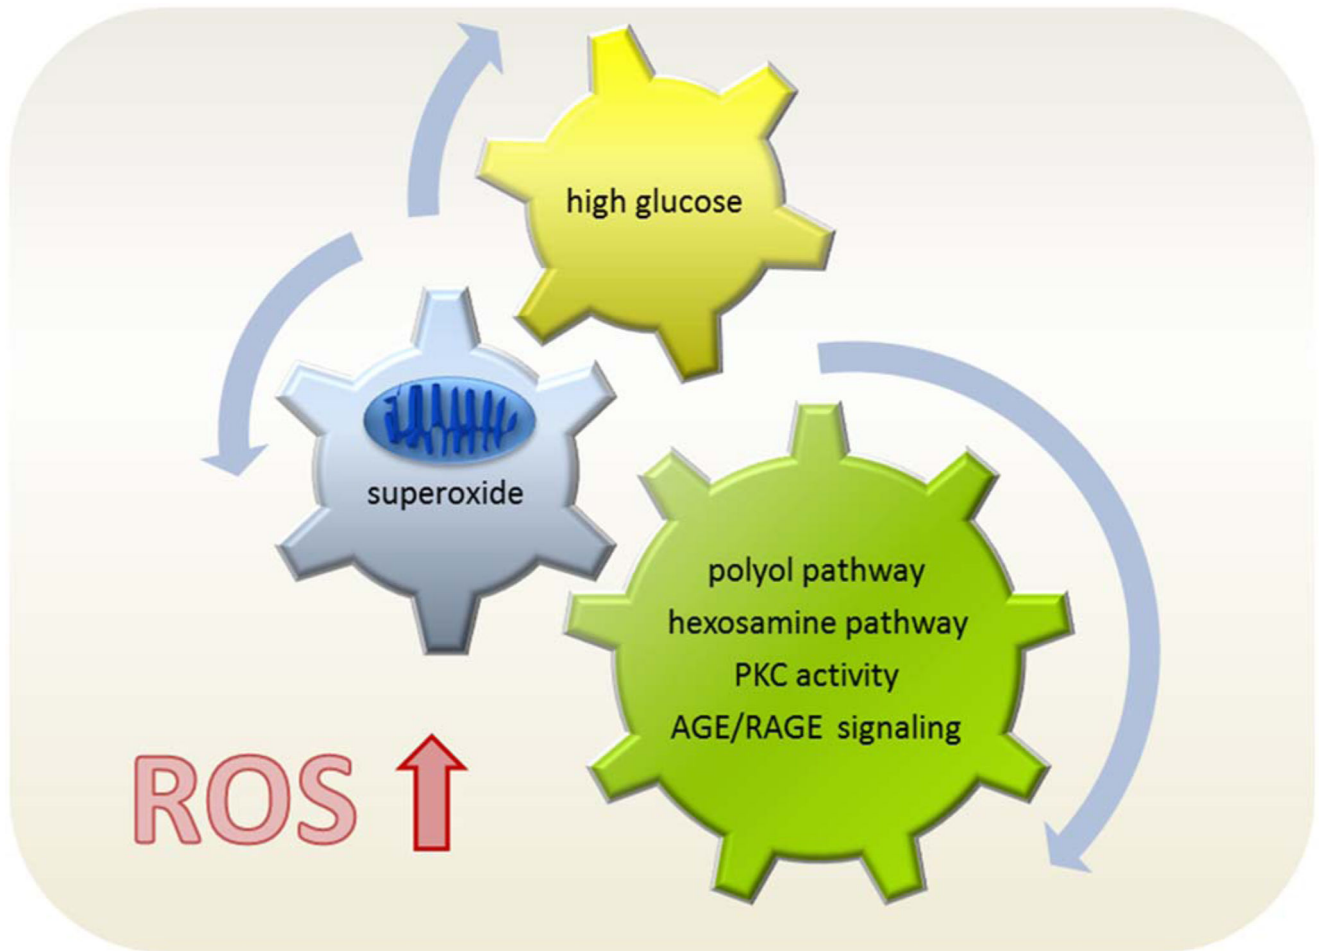 high glucose
superoxide
polyol pathway
hexosamine pathway
PKC activity
AGE/RAGE signaling
ROS